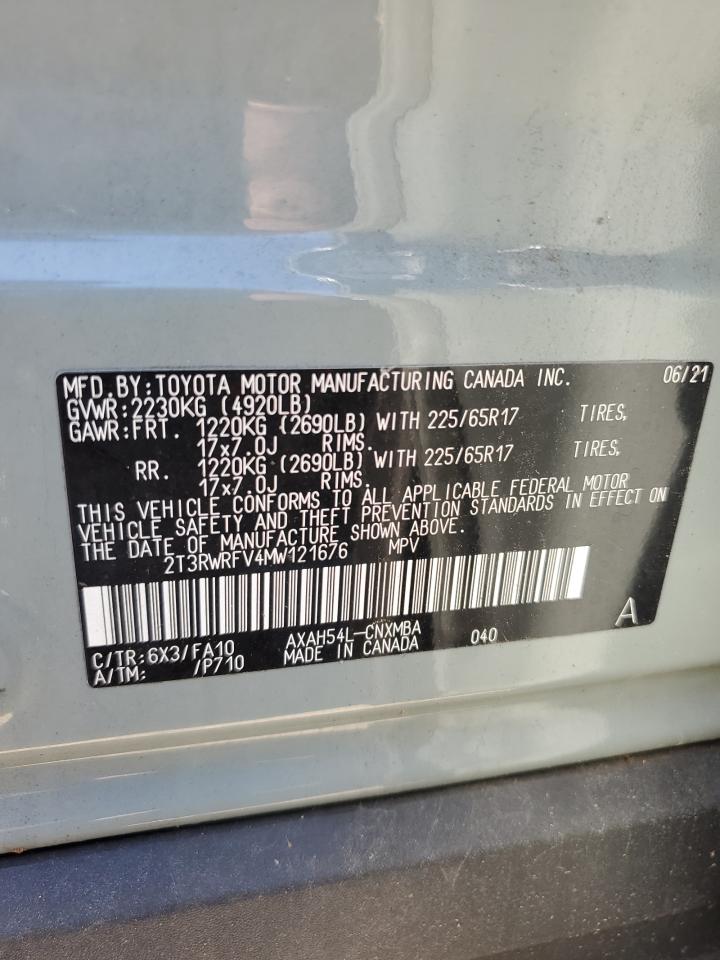 MFD.BY:TOYOTA MOTOR MANUFACTURING CANADA INC. 06/21
GVWR:2230KG (4920LB)
GAWR:FRT. 1220KG (2690LB) WITH 225/65R17 TIRES,
17x7.0J RIMS.
RR. 1220KG (2690LB) WITH 225/65R17 TIRES,
17x7.0J RIMS.
THIS VEHICLE CONFORMS TO ALL APPLICABLE FEDERAL MOTOR
VEHICLE SAFETY AND THEFT PREVENTION STANDARDS IN EFFECT ON
THE DATE OF MANUFACTURE SHOWN ABOVE.
2T3RWRFV4MW121676 MPV
C/TR:6X3/FA10 AXAH54L-CNXMBA 040 A
A/TM: /P710 MADE IN CANADA